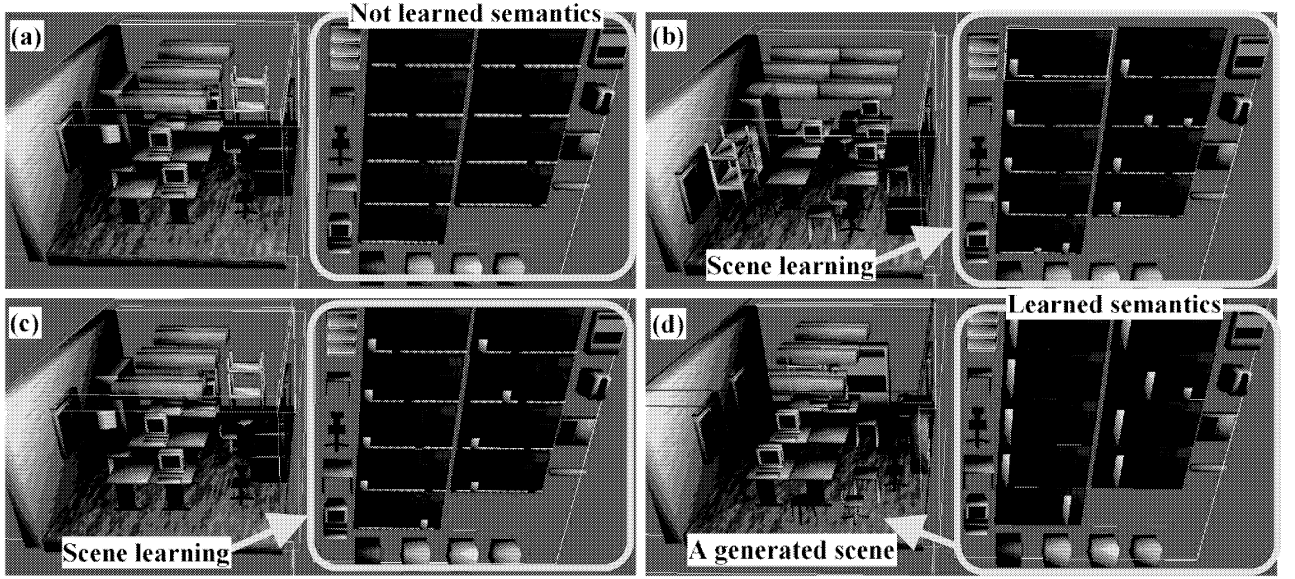 (a)
Not learned semantics
(b)
Scene learning
(c)
Scene learning
(d)
Learned semantics
A generated scene